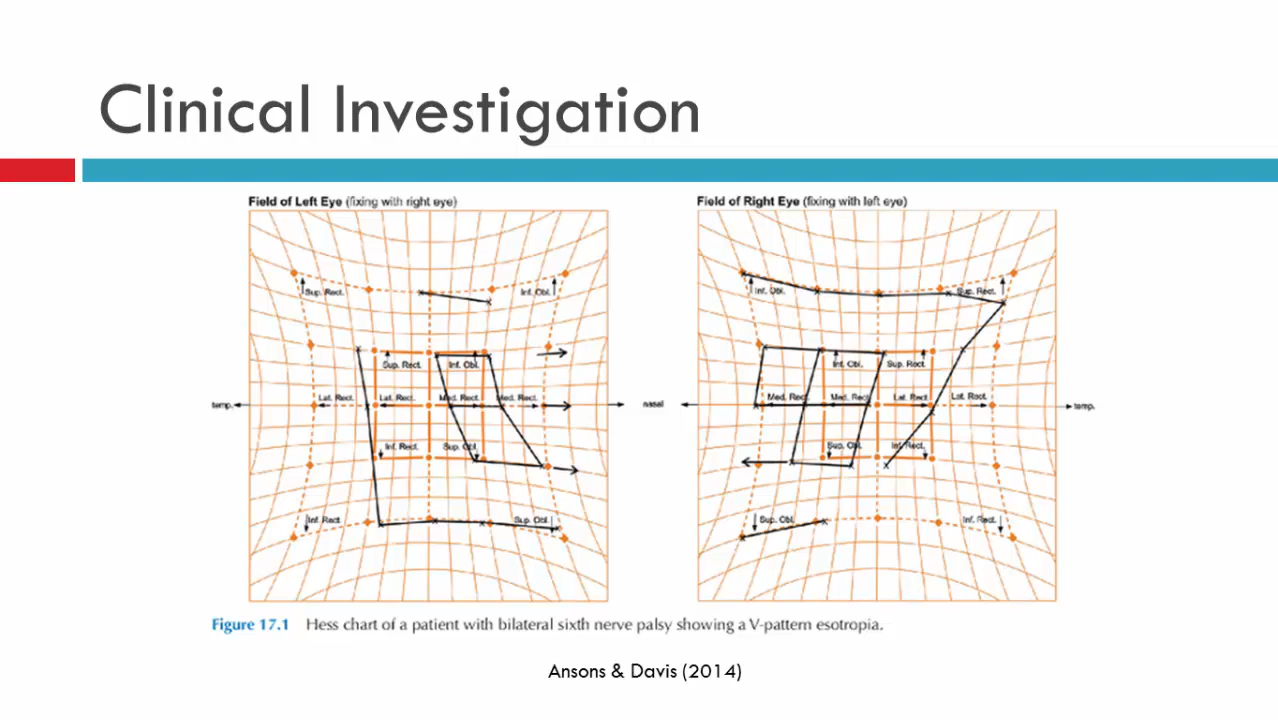 Clinical Investigation
Field of Left Eye (fixing with right eye)
Field of Right Eye (fixing with left eye)
Sup. Rect.
Inf. Obl.
Sup. Rect.
Inf. Obl.
temp.
Lat. Rect.
Lat. Rect.
Med. Rect.
Med. Rect.
nasal
Inf. Rect.
Sup. Obl.
Inf. Rect
Sup. Obl.
Inf. Obl.
Sup. Rect.
Inf. Obl.
Sup. Rect.
Med. Rect.
Med. Rect.
Lat. Rect.
Lat. Rect.
temp.
Sup. Obl.
Inf. Rect.
Sup. Obl.
Inf. Rect.
Figure 17.1 Hess chart of a patient with bilateral sixth nerve palsy showing a V-pattern esotropia.
Ansons & Davis (2014)